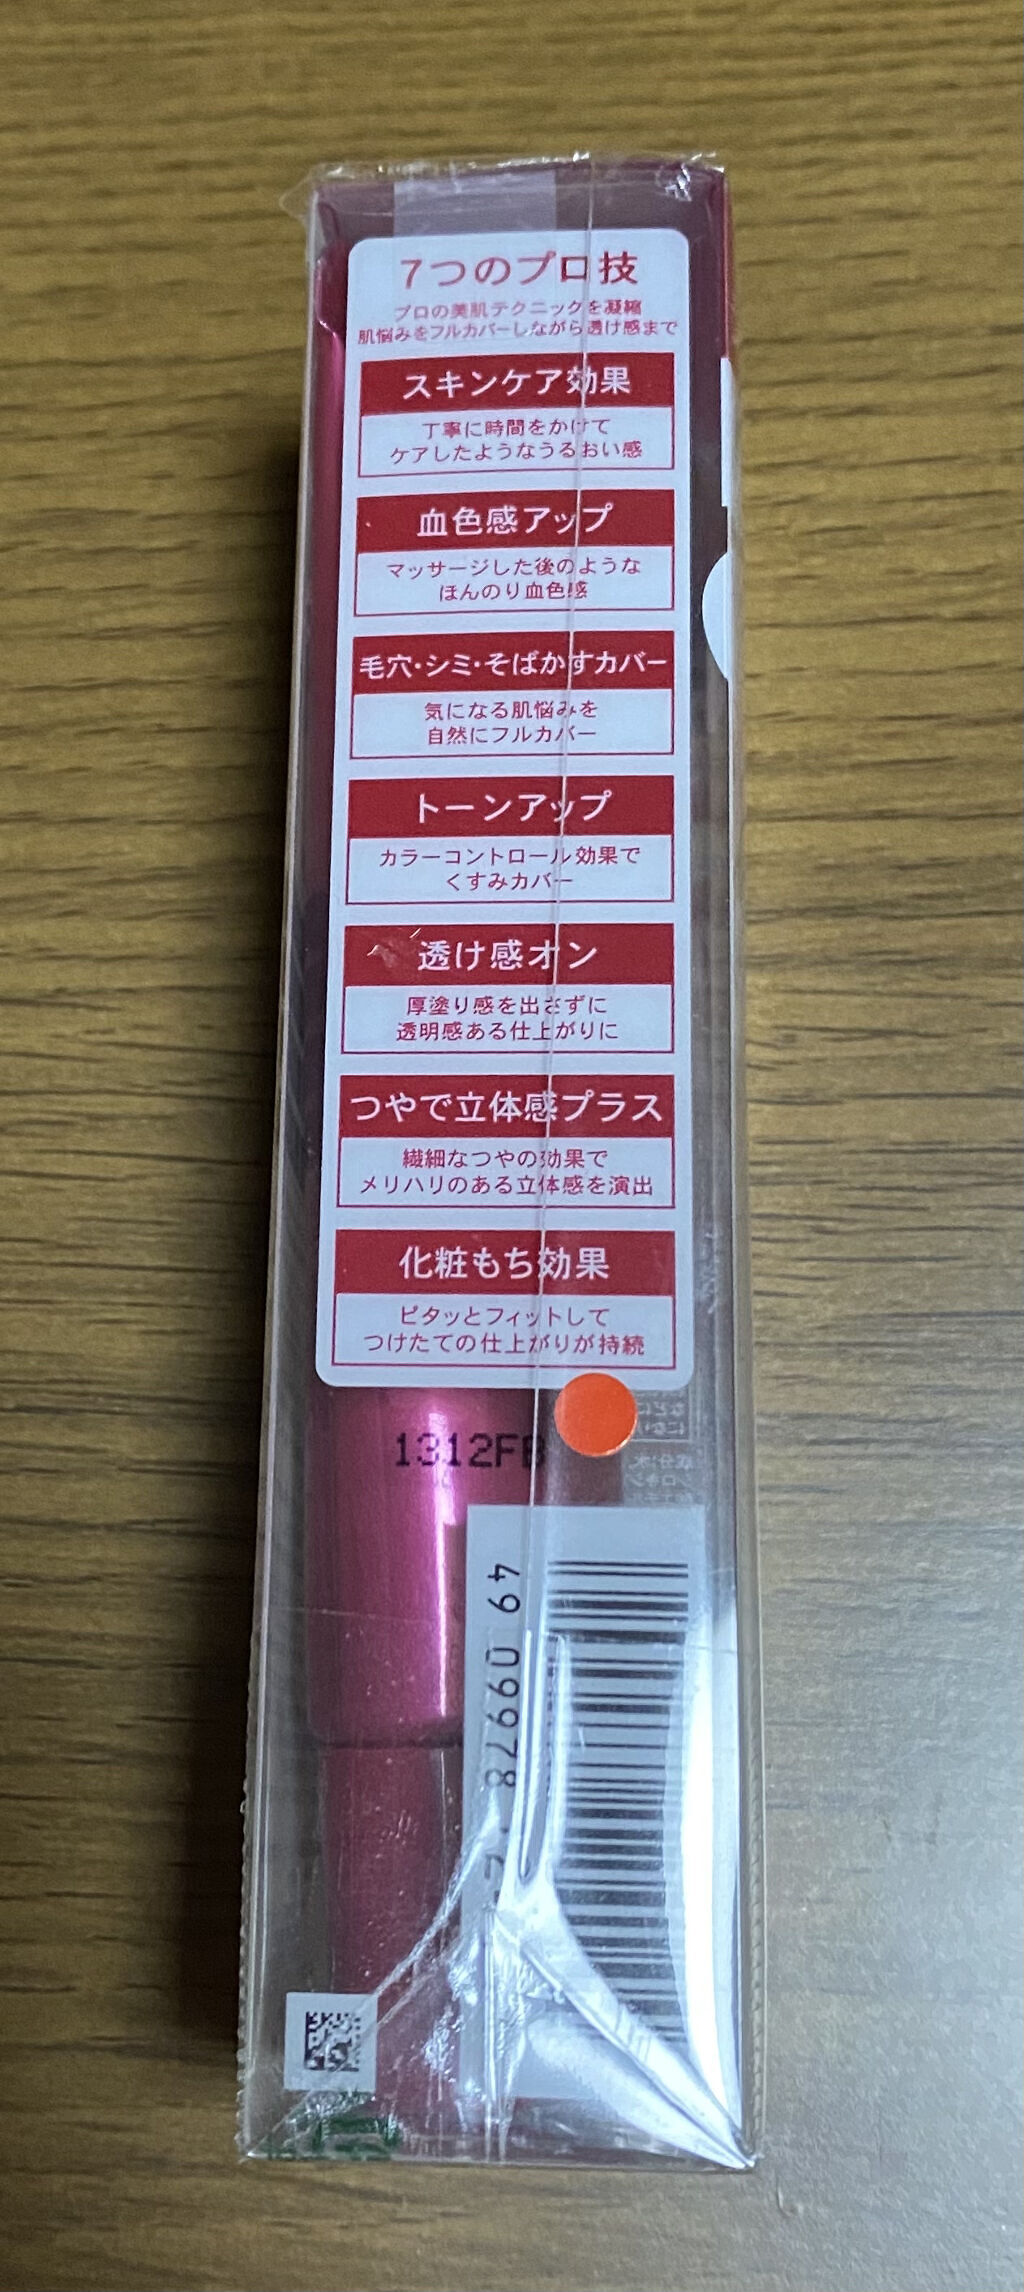 7つのプロ技
プロの美肌テクニックを凝縮
肌悩みをフルカバーしながら透け感まで
スキンケア効果
丁寧に時間をかけて
ケアしたようなうるおい感
血色感アップ
マッサージした後のような
ほんのり血色感
毛穴・シミ・そばかすカバー
気になる肌悩みを
自然にフルカバー
トーンアップ
カラーコントロール効果で
くすみカバー
透け感オン
厚塗り感を出さずに
透明感ある仕上がりに
つやで立体感プラス
繊細なつやの効果で
メリハリのある立体感を演出
化粧もち効果
ピタッとフィットして
つけたての仕上がりが持続
1312FB
49 09978